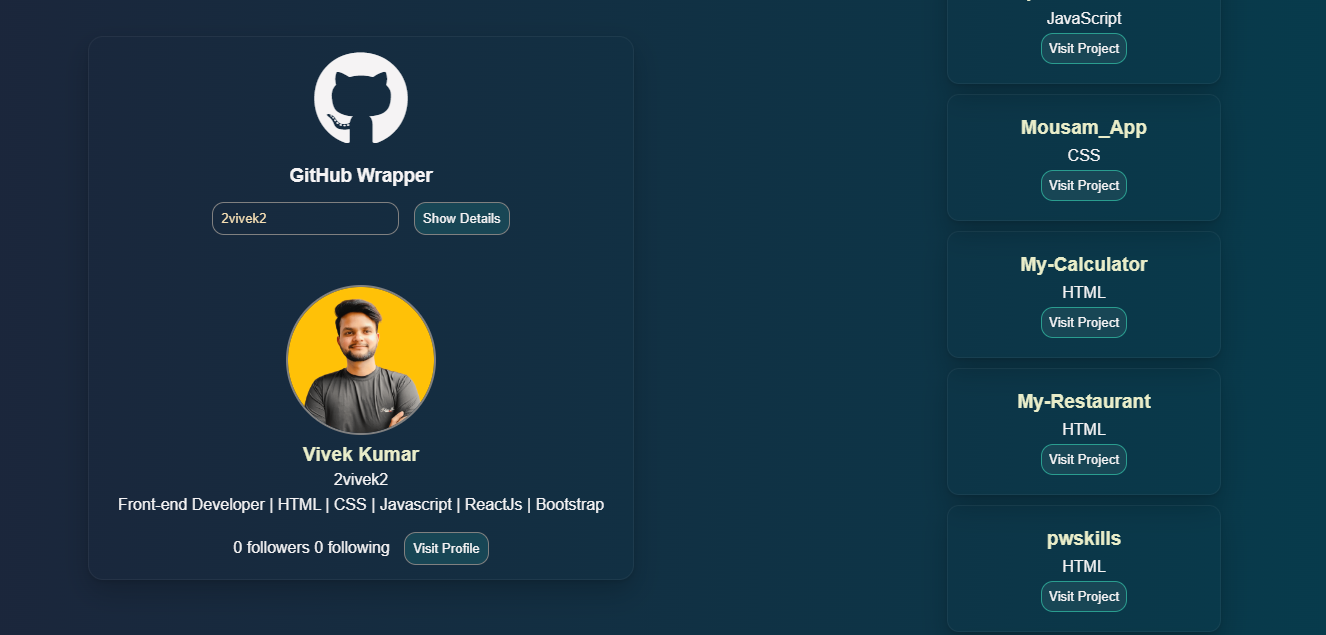 GitHub Wrapper
2vivek2
Show Details
Vivek Kumar
2vivek2
Front-end Developer | HTML | CSS | Javascript | ReactJs | Bootstrap
0 followers 0 following
Visit Profile
JavaScript
Visit Project
Mousam_App
CSS
Visit Project
My-Calculator
HTML
Visit Project
My-Restaurant
HTML
Visit Project
pwskills
HTML
Visit Project